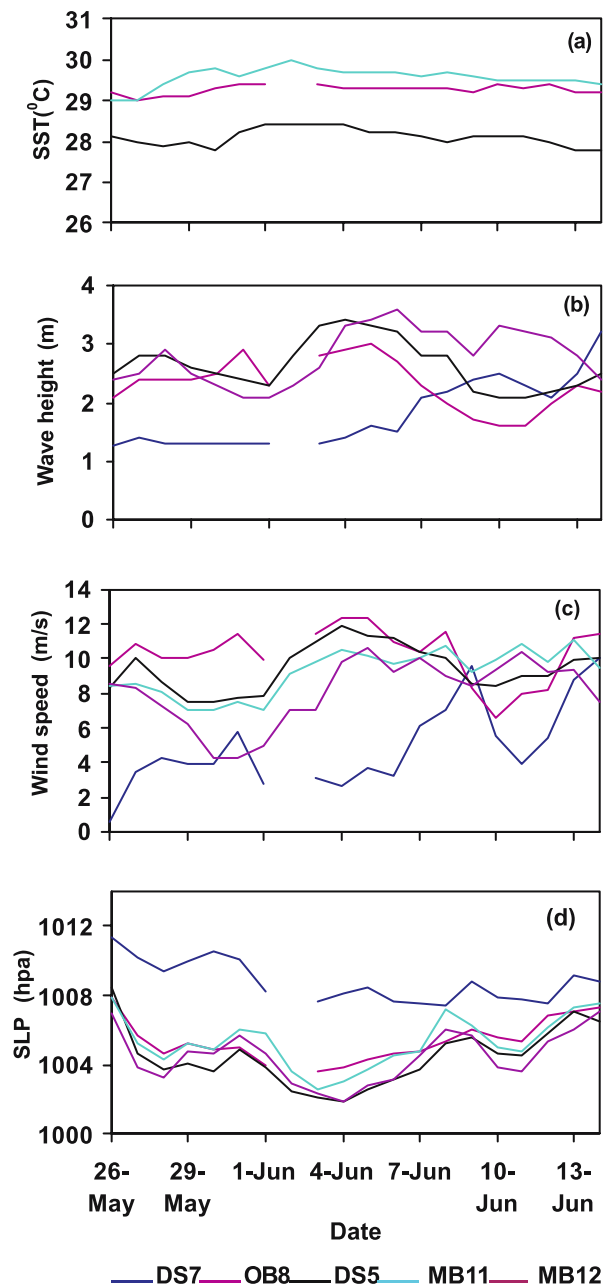 31
30
29
28
27
26
SST(⁰C)
(a)
4
3
2
1
0
Wave height (m)
(b)
14
12
10
8
6
4
2
0
Wind speed (m/s)
(c)
1012
1008
1004
1000
SLP (hpa)
(d)
26- 29- 1-Jun 4-Jun 7-Jun 10- 13-
May May Jun Jun
Date
DS7 OB8 DS5 MB11 MB12